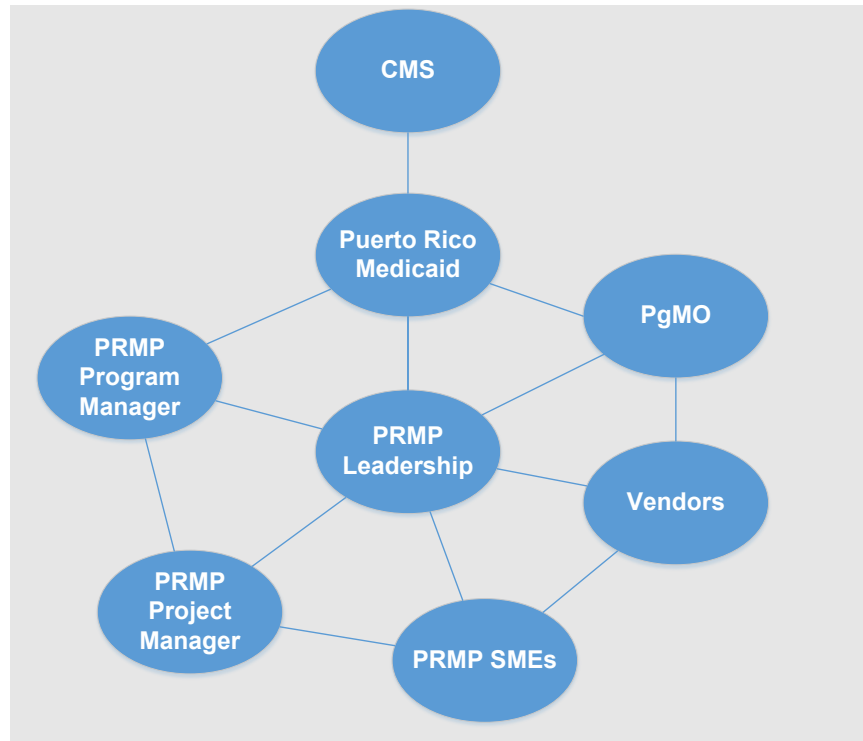 CMS
Puerto Rico
Medicaid
PgMO
PRMP
Program
Manager
PRMP
Leadership
Vendors
PRMP
Project
Manager
PRMP SMEs